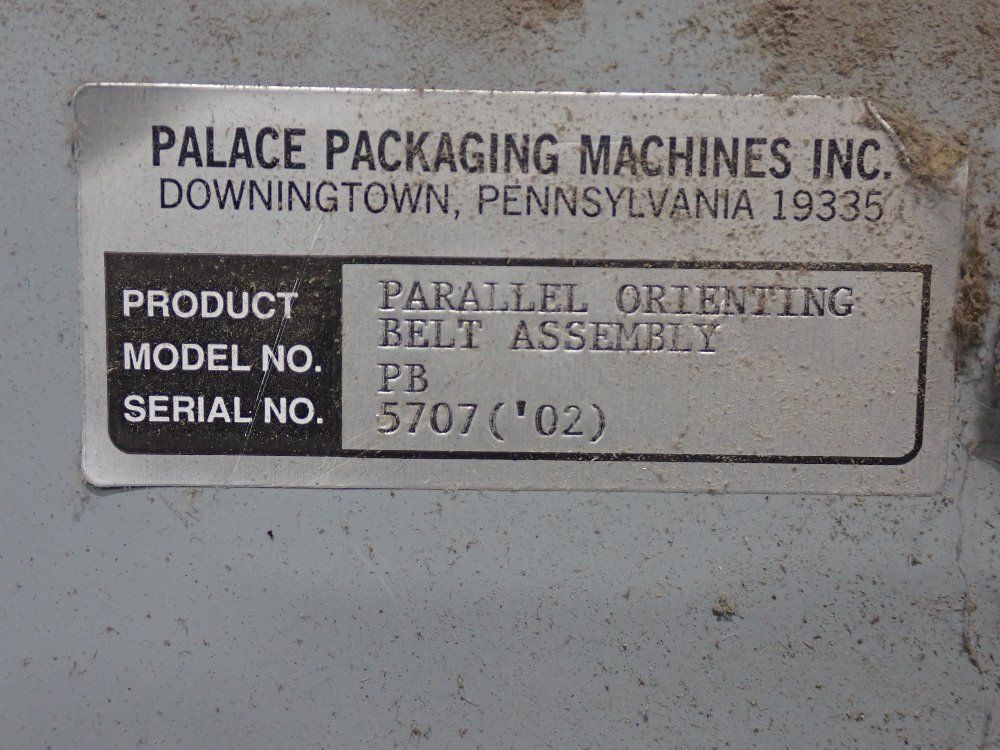 PALACE PACKAGING MACHINES INC.
DOWNINGTOWN, PENNSYLVANIA 19335
PRODUCT PARALLEL ORIENTING
BELT ASSEMBLY
MODEL NO. PB
SERIAL NO. 5707('02)